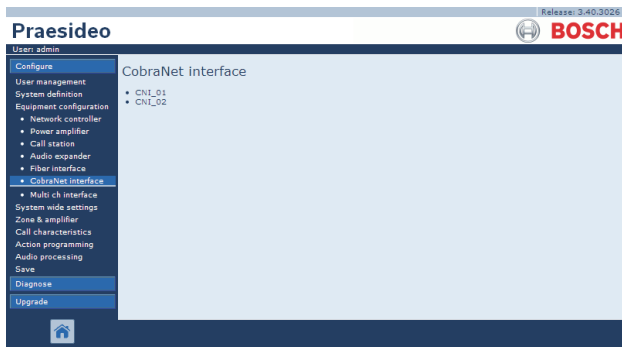 Release: 3.40.3026
Praesideo
BOSCH
User: admin
Configure
User management
System definition
Equipment configuration
• Network controller
• Power amplifier
• Call station
• Audio expander
• Fiber interface
• CobraNet interface
• Multi ch interface
System wide settings
Zone & amplifier
Call characteristics
Action programming
Audio processing
Save
Diagnose
Upgrade
CobraNet interface
• CNI_01
• CNI_02